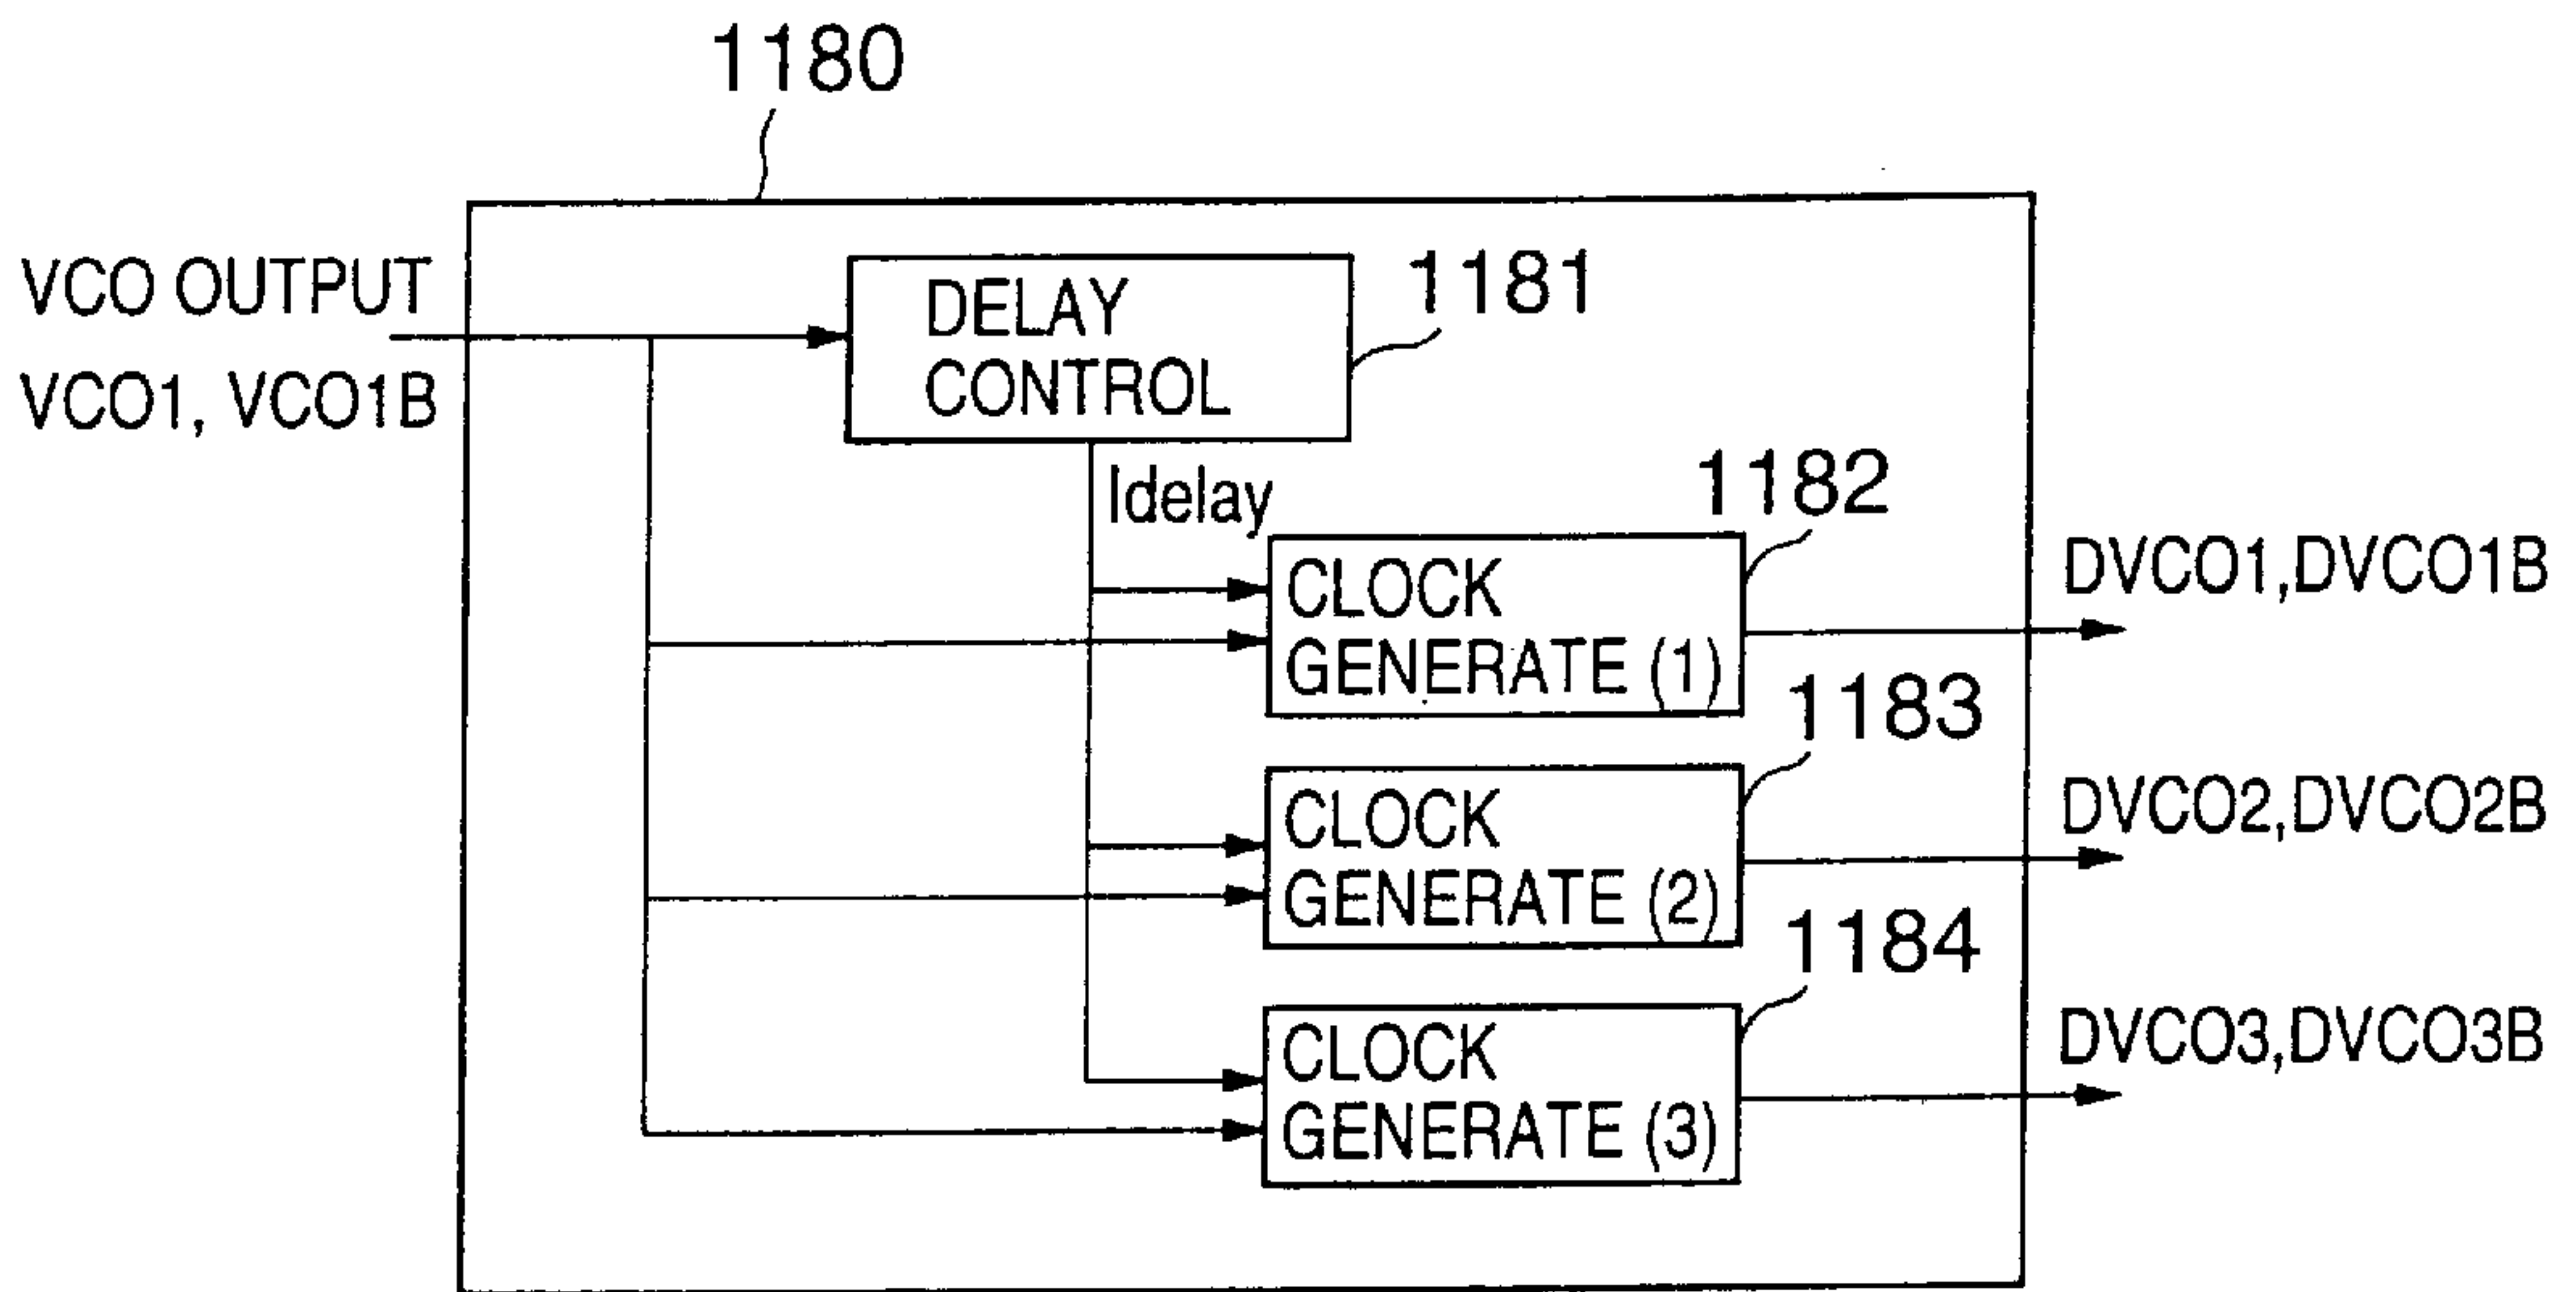 1180
VCO OUTPUT
VCO1, VCO1B
DELAY
CONTROL
1181
Idelay
1182
CLOCK
GENERATE (1)
DVCO1,DVCO1B
1183
CLOCK
GENERATE (2)
DVCO2,DVCO2B
1184
CLOCK
GENERATE (3)
DVCO3,DVCO3B